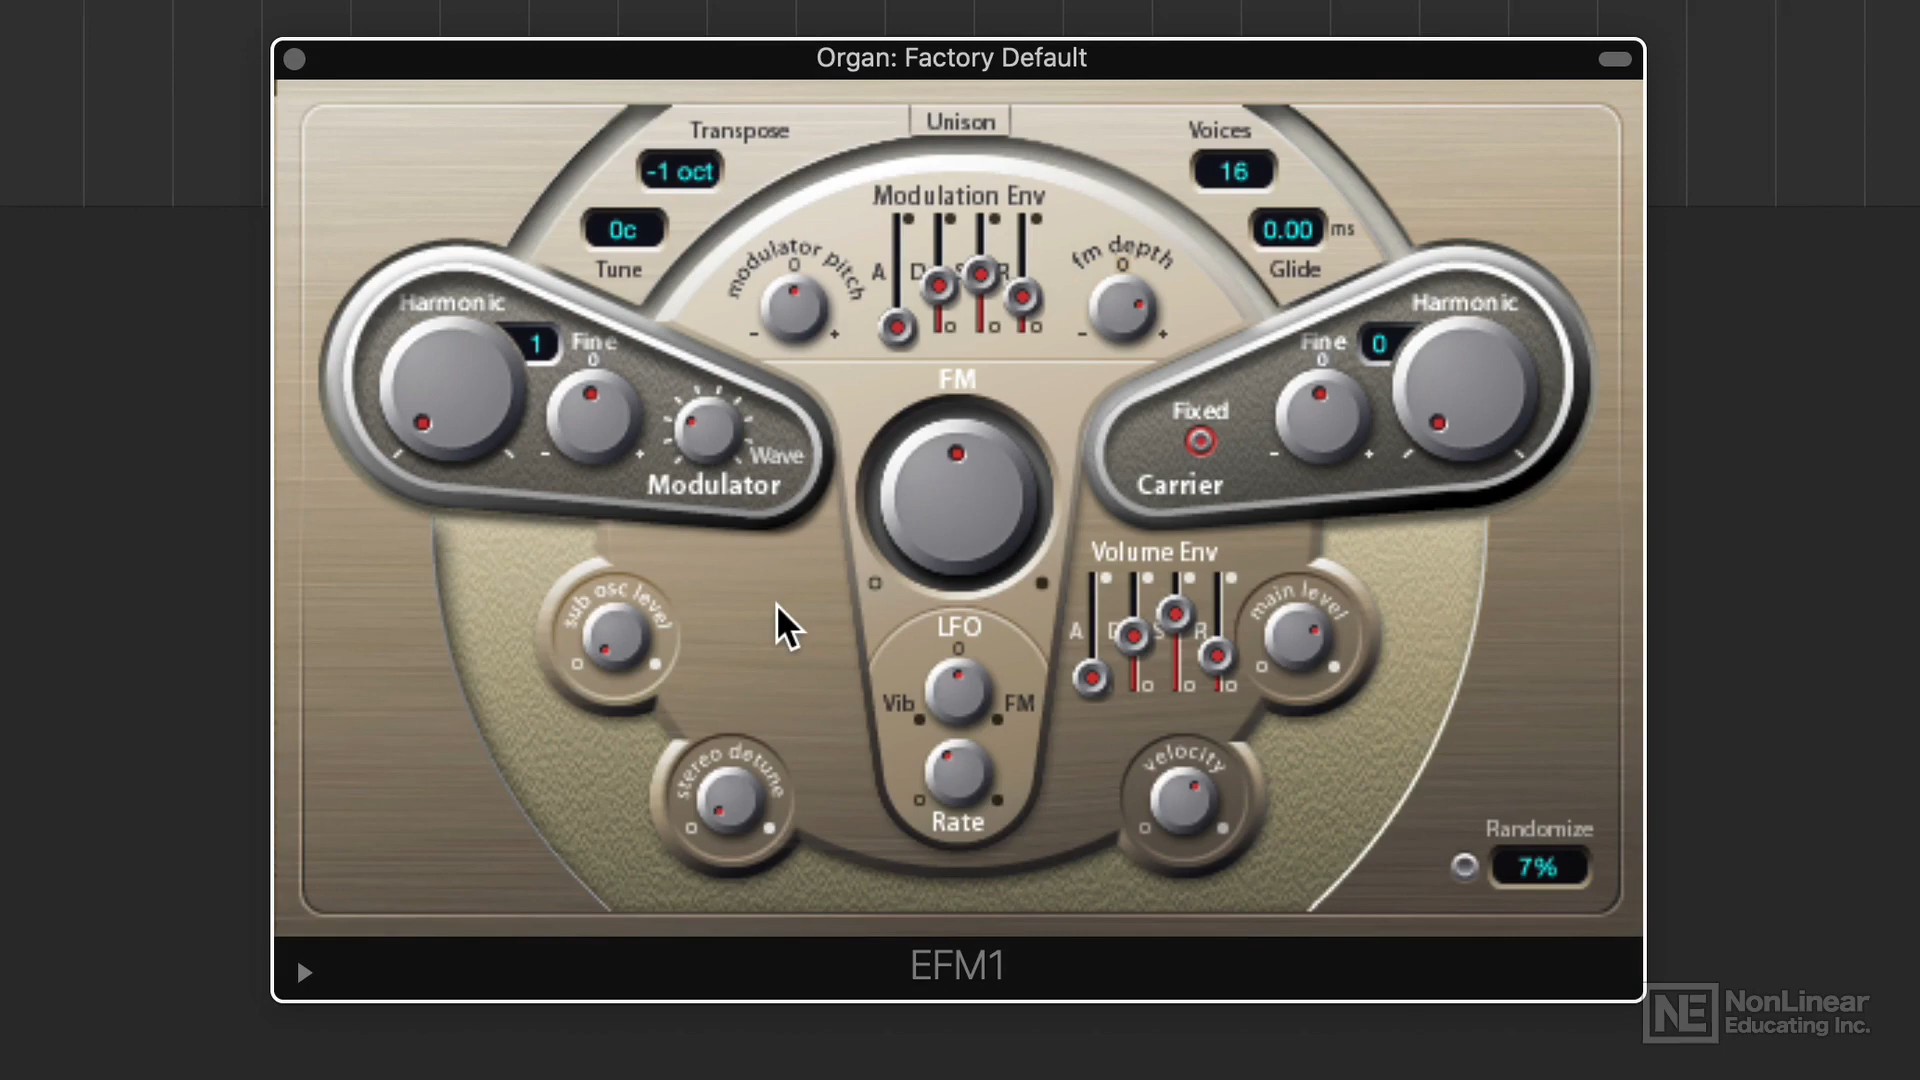 Organ: Factory Default
Unison
Transpose
-1 oct
0c
Tune
Voices
16
0.00 ms
Glide
Modulation Env
modulator pitch
0
- +
A D S R
fm depth
0
- +
Harmonic
1
Fine
0
- +
Wave
Modulator
FM
Harmonic
0
Fine
0
- +
Fixed
Carrier
Volume Env
A D S R
sub osc level
main level
LFO
0
Vib FM
Rate
stereo detune
velocity
Randomize
7%
EFM1
NE NonLinear
Educating Inc.